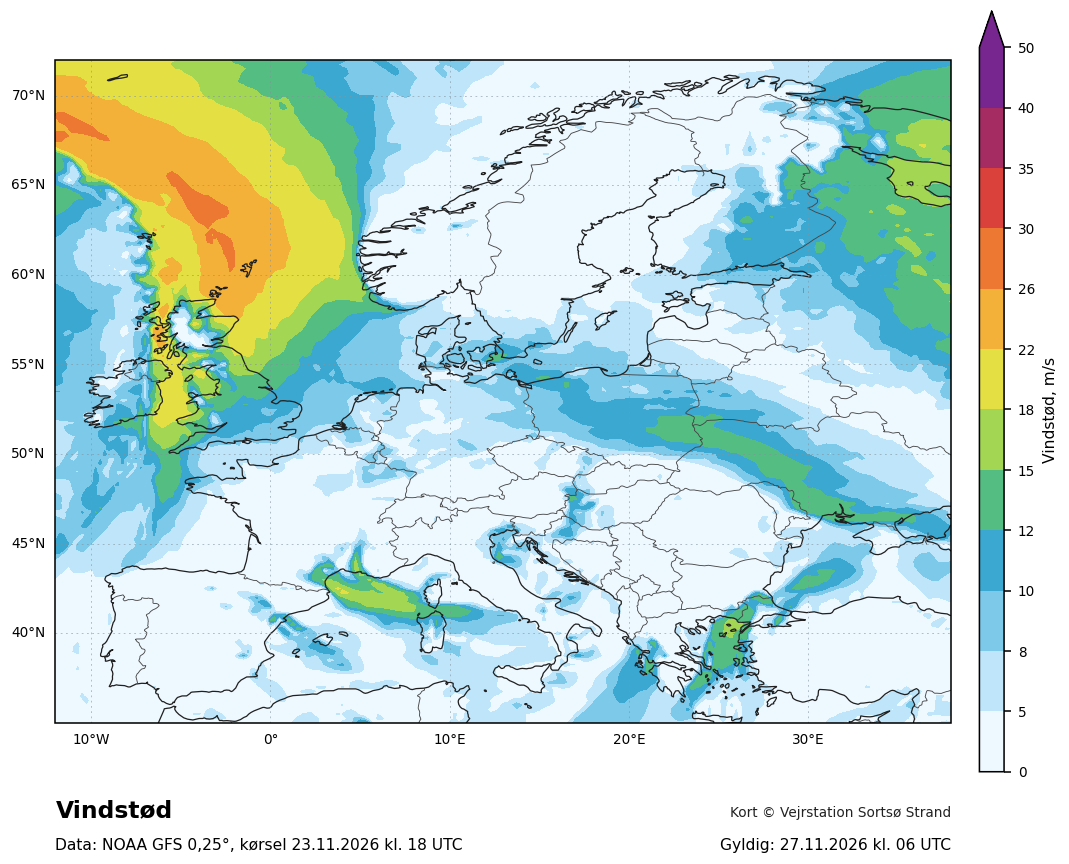 50
40
35
30
26
22
18
15
12
10
8
5
0
Vindstød, m/s
70°N
65°N
60°N
55°N
50°N
45°N
40°N
10°W
0°
10°E
20°E
30°E
Vindstød
Kort © Vejrstation Sortsø Strand
Data: NOAA GFS 0,25°, kørsel 23.11.2026 kl. 18 UTC
Gyldig: 27.11.2026 kl. 06 UTC